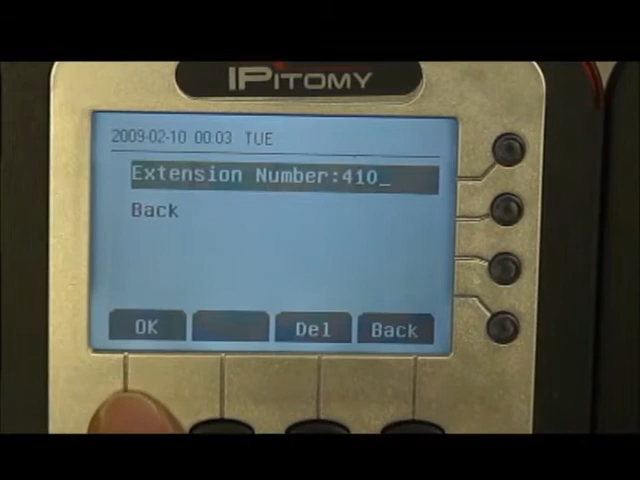 IPITOMY
2009-02-10 00:03 TUE
Extension Number:410_
Back
OK Del Back